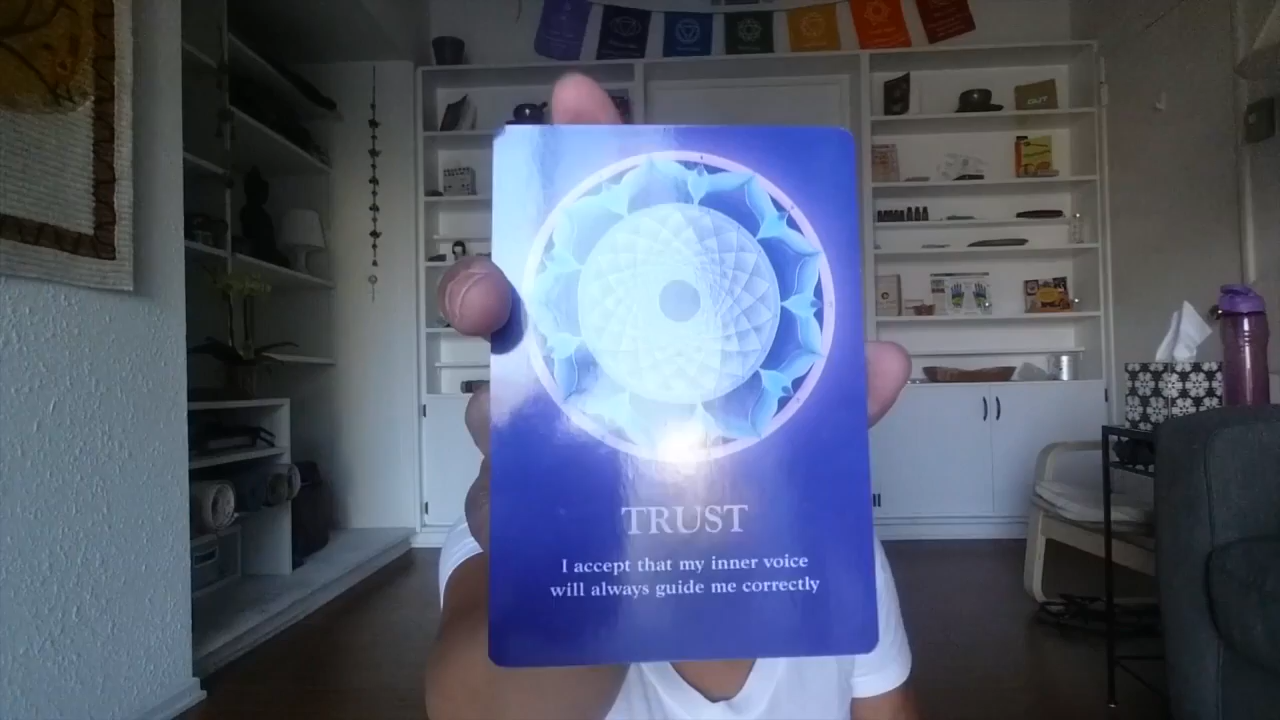 TRUST
I accept that my inner voice
will always guide me correctly